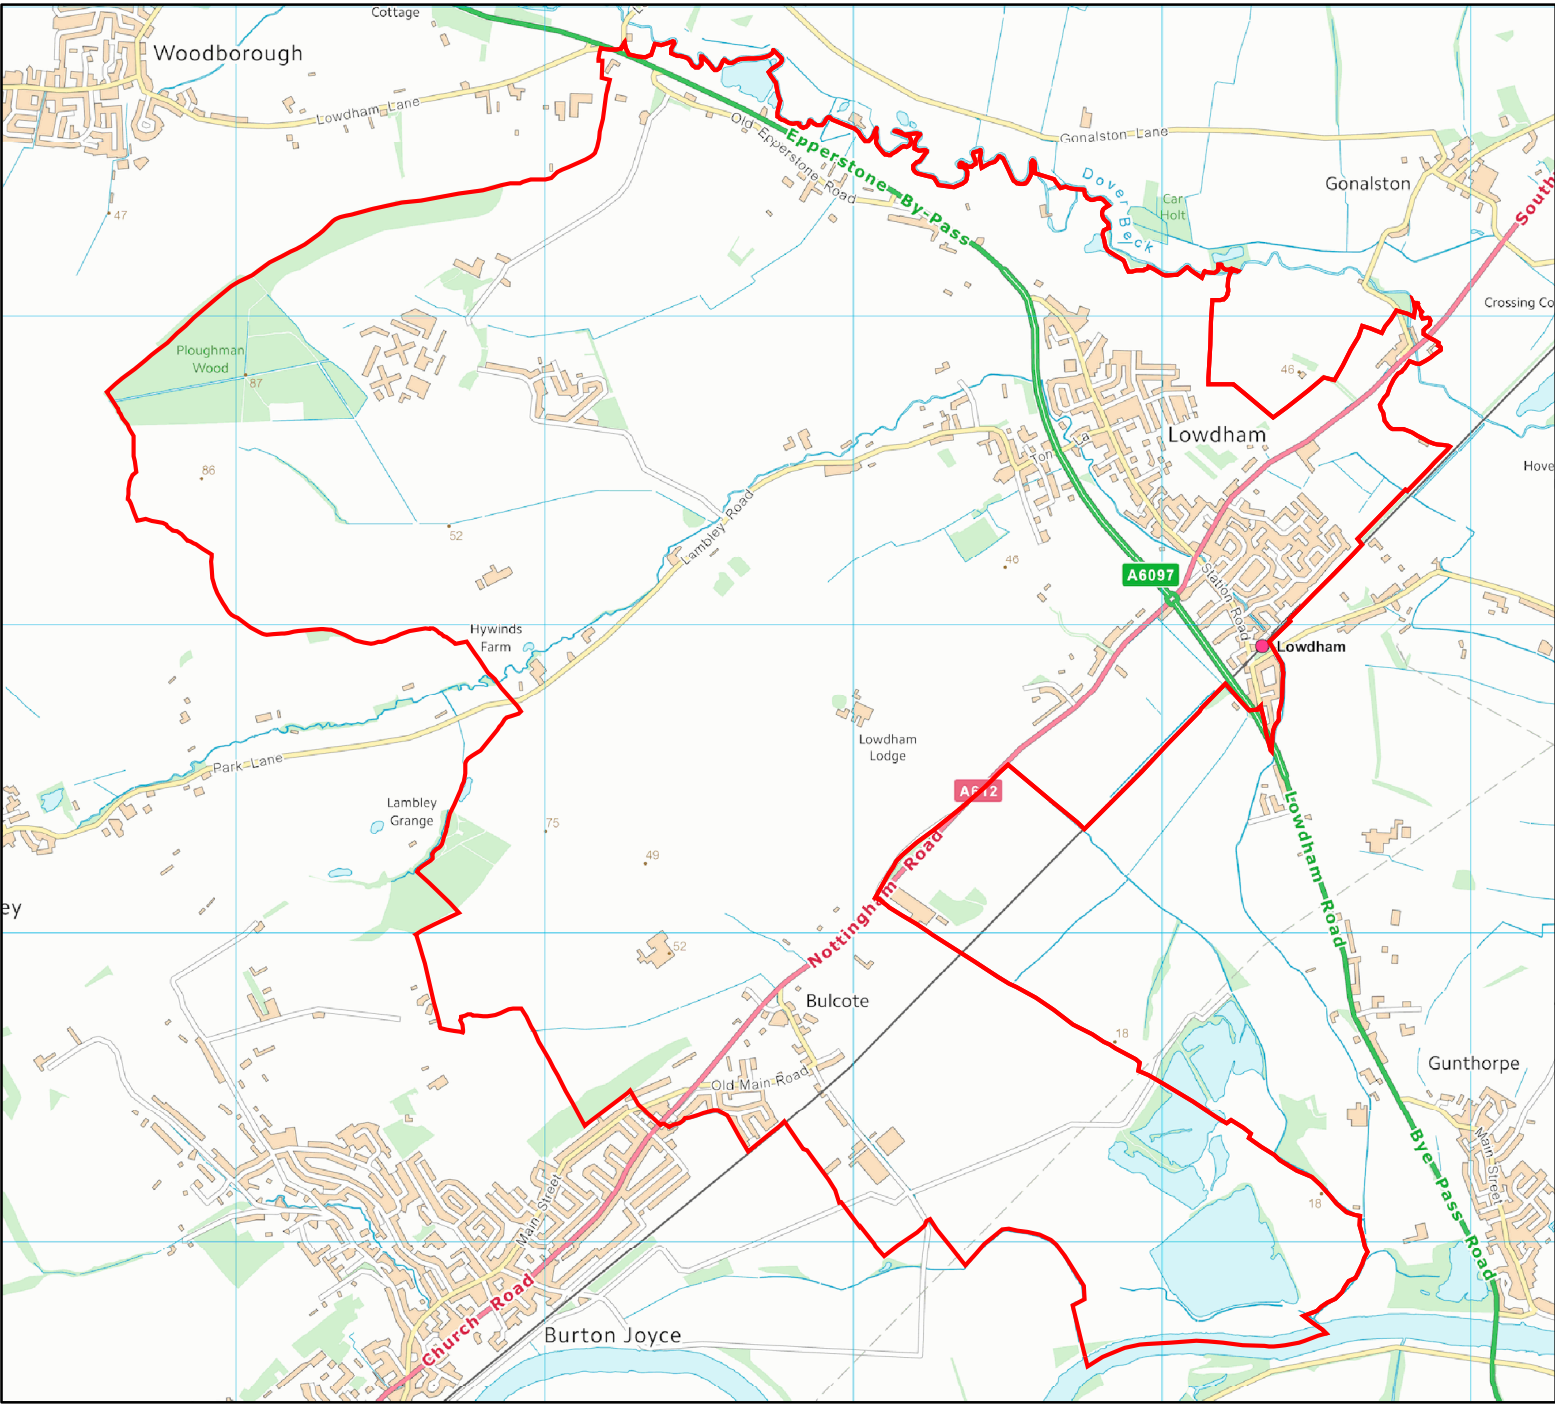 Cottage
Woodborough
Lowdham Lane
Old Epperstone Road
Epperstone By-Pass
Gonalston Lane
Gonalston
South
Dover Beck
Car
Holt
47
Crossing Co
Ploughman
Wood
87
46
Lowdham
86
Ton La
Hove
52
Lambley Road
46
A6097
Station Road
Hywinds
Farm
Lowdham
Park Lane
Lowdham
Lodge
A612
Lambley
Grange
75
49
Nottingham Road
Lowdham Road
ey
52
Bulcote
18
Gunthorpe
Old Main Road
Main Street
Main Street
Bye Pass Road
18
Church Road
Burton Joyce